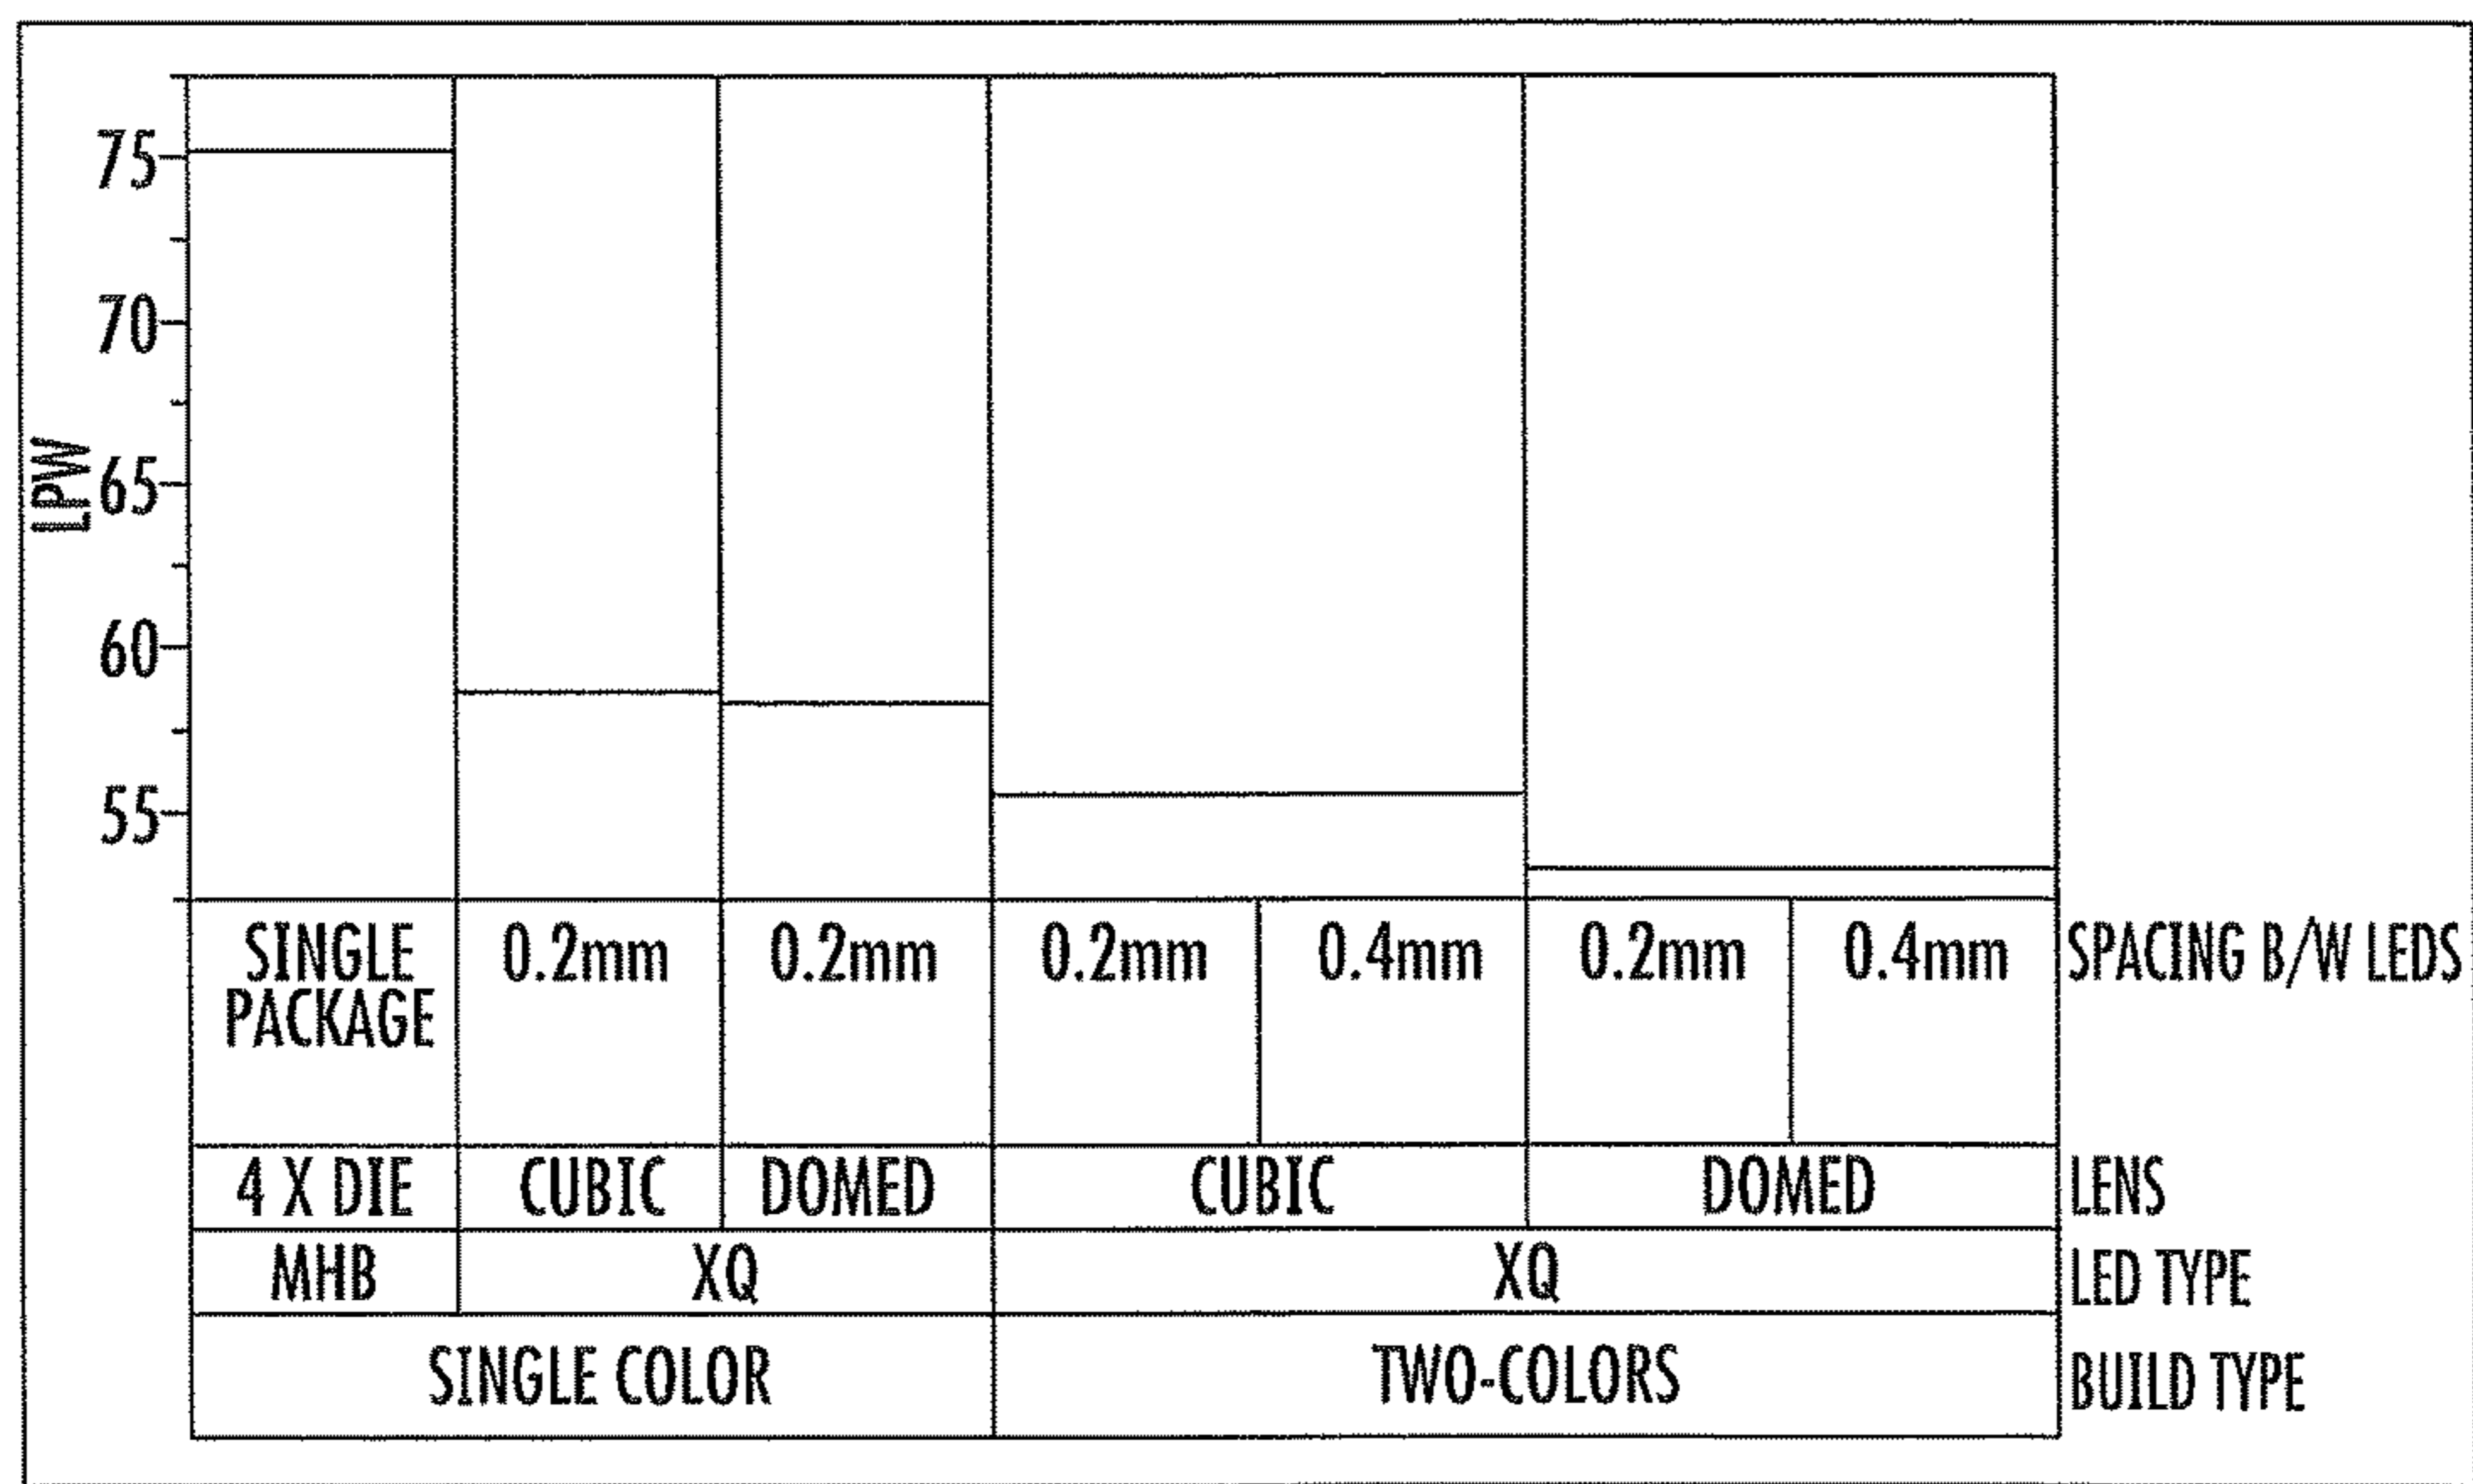 75
70
LPW
65
60
55
SINGLE PACKAGE 0.2mm 0.2mm 0.2mm 0.4mm 0.2mm 0.4mm SPACING B/W LEDS
4 X DIE CUBIC DOMED CUBIC DOMED LENS
MHB XQ XQ LED TYPE
SINGLE COLOR TWO-COLORS BUILD TYPE